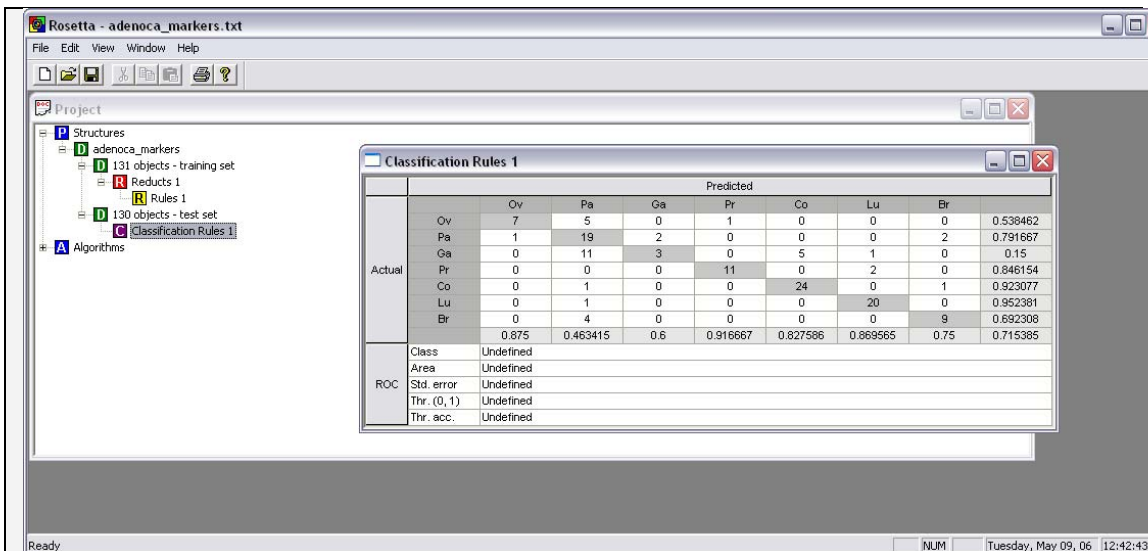 Rosetta - adenoca_markers.txt
File Edit View Window Help
Project
P Structures
D adenoca_markers
D 131 objects - training set
R Reducts 1
R Rules 1
D 130 objects - test set
C Classification Rules 1
A Algorithms
Classification Rules 1
Predicted
Ov Pa Ga Pr Co Lu Br
Actual
Ov 7 5 0 1 0 0 0 0.538462
Pa 1 19 2 0 0 0 2 0.791667
Ga 0 11 3 0 5 1 0 0.15
Pr 0 0 0 11 0 2 0 0.846154
Co 0 1 0 0 24 0 1 0.923077
Lu 0 1 0 0 0 20 0 0.952381
Br 0 4 0 0 0 0 9 0.692308
0.875 0.463415 0.6 0.916667 0.827586 0.869565 0.75 0.715385
ROC
Class Undefined
Area Undefined
Std. error Undefined
Thr. (0, 1) Undefined
Thr. acc. Undefined
Ready NUM Tuesday, May 09, 06 12:42:43